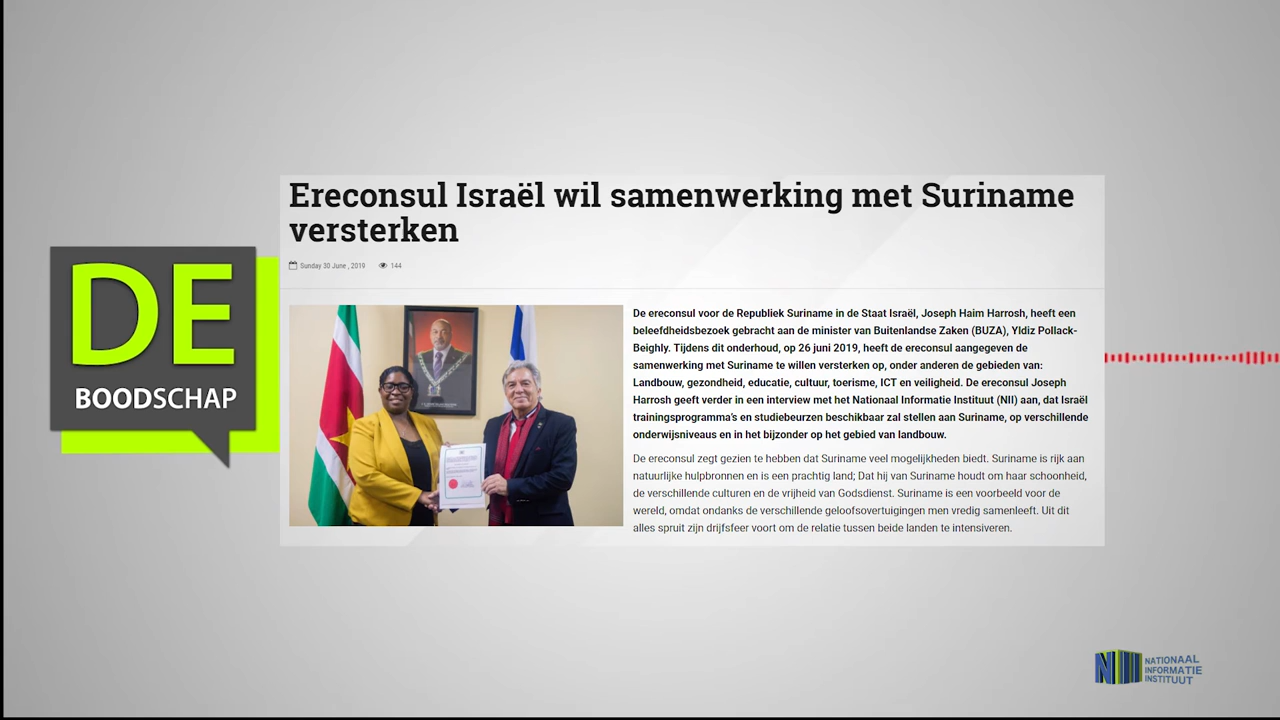 DE
BOODSCHAP
Ereconsul Israël wil samenwerking met Suriname
versterken
Sunday 30 June , 2019 144
De ereconsul voor de Republiek Suriname in de Staat Israël, Joseph Haim Harrosh, heeft een
beleefdheidsbezoek gebracht aan de minister van Buitenlandse Zaken (BUZA), Yldiz Pollack-
Beighly. Tijdens dit onderhoud, op 26 juni 2019, heeft de ereconsul aangegeven de
samenwerking met Suriname te willen versterken op, onder anderen de gebieden van:
Landbouw, gezondheid, educatie, cultuur, toerisme, ICT en veiligheid. De ereconsul Joseph
Harrosh geeft verder in een interview met het Nationaal Informatie Instituut (NII) aan, dat Israël
trainingsprogramma's en studiebeurzen beschikbaar zal stellen aan Suriname, op verschillende
onderwijsniveaus en in het bijzonder op het gebied van landbouw.
De ereconsul zegt gezien te hebben dat Suriname veel mogelijkheden biedt. Suriname is rijk aan
natuurlijke hulpbronnen en is een prachtig land; Dat hij van Suriname houdt om haar schoonheid,
de verschillende culturen en de vrijheid van Godsdienst. Suriname is een voorbeeld voor de
wereld, omdat ondanks de verschillende geloofsovertuigingen men vredig samenleeft. Uit dit
alles spruit zijn drijfsfeer voort om de relatie tussen beide landen te intensiveren.
NII NATIONAAL
INFORMATIE
INSTITUUT